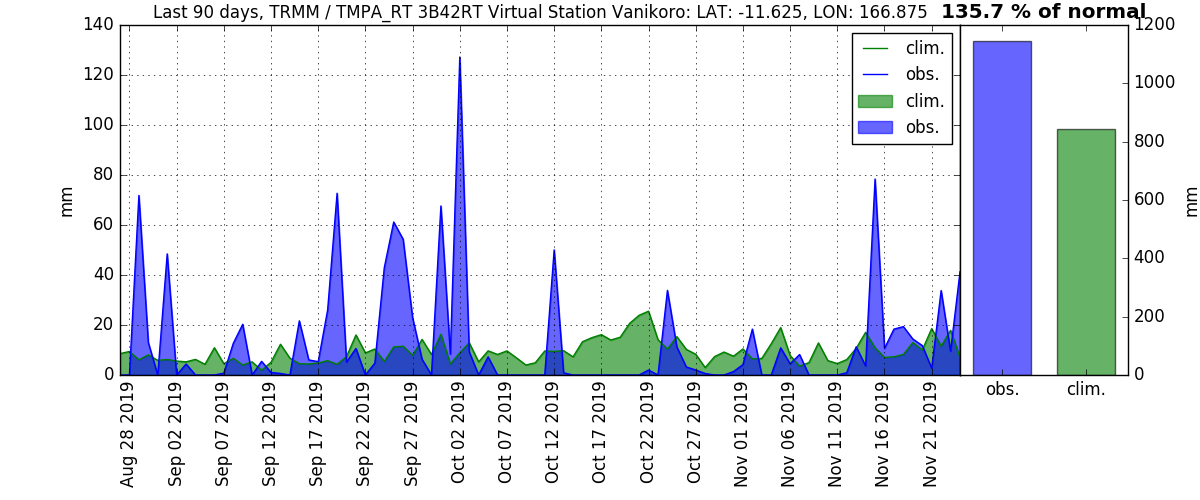 Last 90 days, TRMM / TMPA_RT 3B42RT Virtual Station Vanikoro: LAT: -11.625, LON: 166.875 135.7 % of normal
140
120
100
80
60
40
20
0
mm
clim.
obs.
clim.
obs.
1200
1000
800
600
400
200
0
mm
Aug 28 2019
Sep 02 2019
Sep 07 2019
Sep 12 2019
Sep 17 2019
Sep 22 2019
Sep 27 2019
Oct 02 2019
Oct 07 2019
Oct 12 2019
Oct 17 2019
Oct 22 2019
Oct 27 2019
Nov 01 2019
Nov 06 2019
Nov 11 2019
Nov 16 2019
Nov 21 2019
obs.
clim.